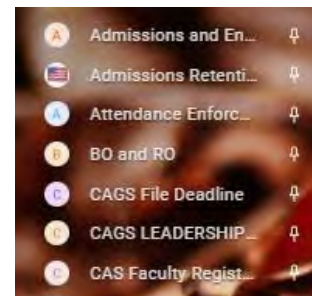 A Admissions and En...
Admissions Retenti...
A Attendance Enforc...
B BO and RO
C CAGS File Deadline
C CAGS LEADERSHIP...
C CAS Faculty Regist...